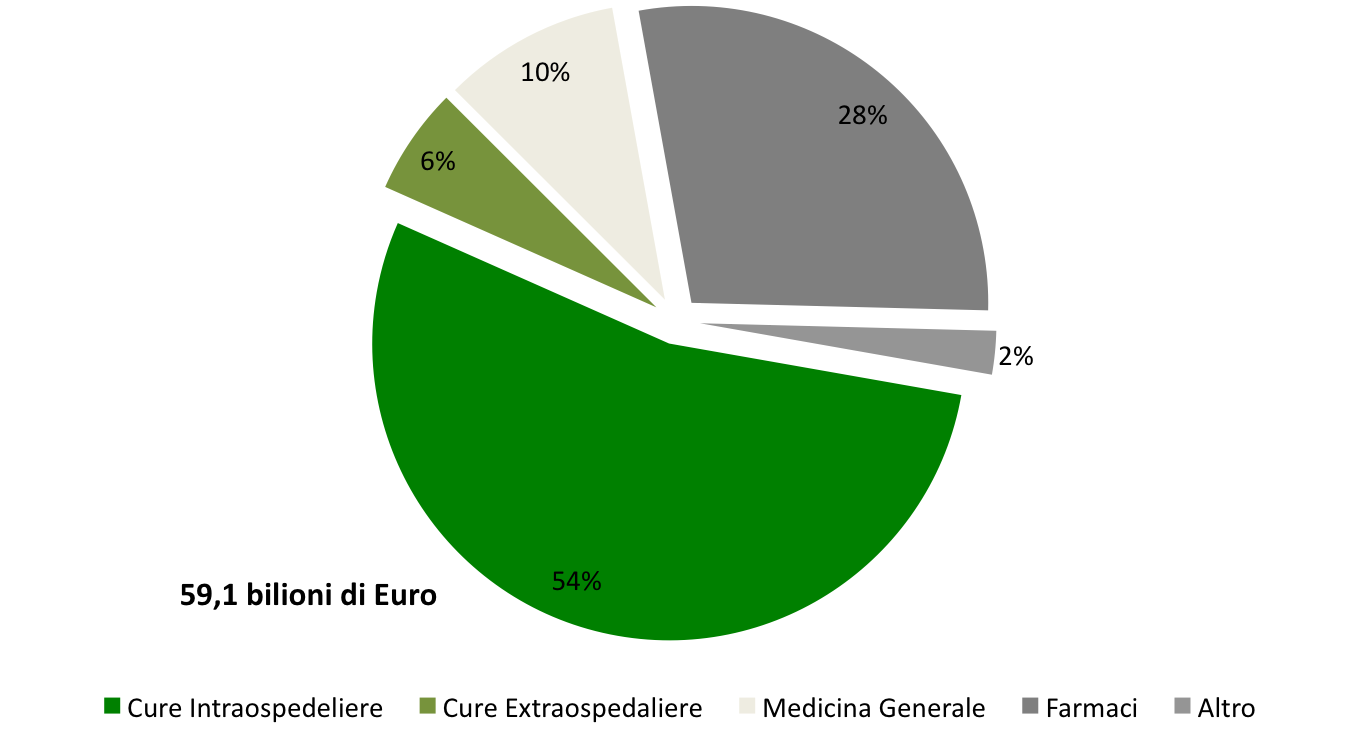 10%
28%
6%
2%
54%
59,1 bilioni di Euro
Cure Intraospedeliere Cure Extraospedaliere Medicina Generale Farmaci Altro